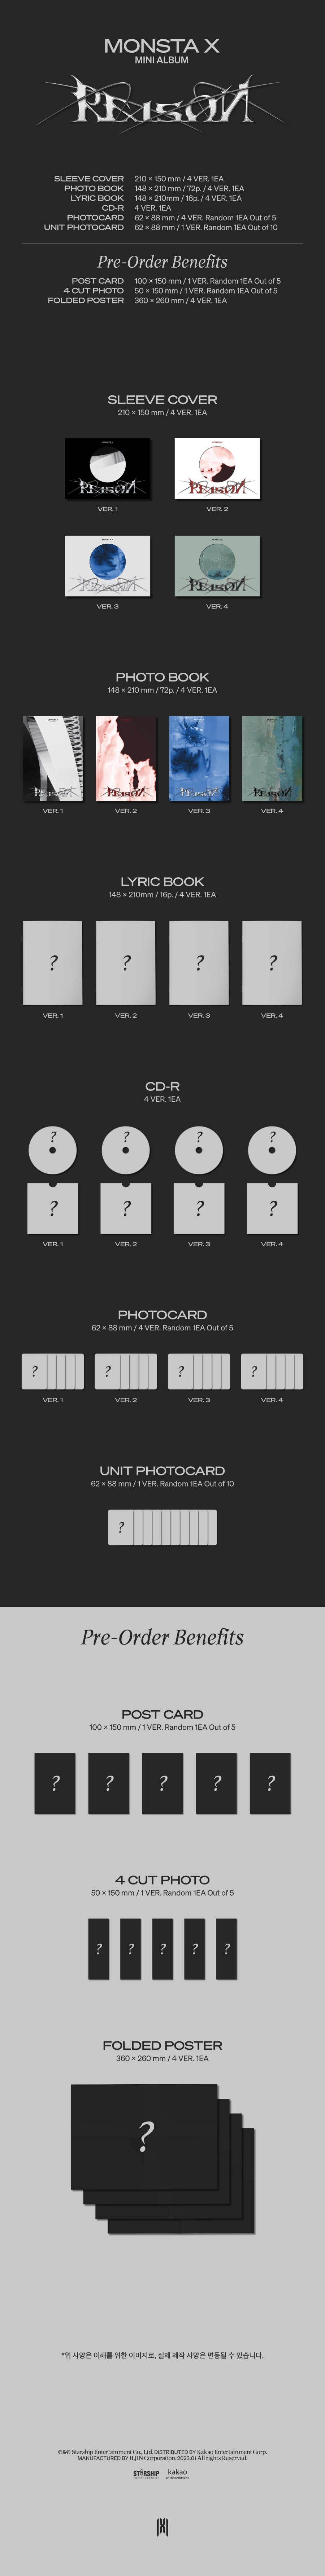 MONSTA X
MINI ALBUM
REASON
SLEEVE COVER 210 × 150 mm / 4 VER. 1EA
PHOTO BOOK 148 × 210 mm / 72p. / 4 VER. 1EA
LYRIC BOOK 148 × 210mm / 16p. / 4 VER. 1EA
CD-R 4 VER. 1EA
PHOTOCARD 62 × 88 mm / 4 VER. Random 1EA Out of 5
UNIT PHOTOCARD 62 × 88 mm / 1 VER. Random 1EA Out of 10
Pre-Order Benefits
POST CARD 100 × 150 mm / 1 VER. Random 1EA Out of 5
4 CUT PHOTO 50 × 150 mm / 1 VER. Random 1EA Out of 5
FOLDED POSTER 360 × 260 mm / 4 VER. 1EA
SLEEVE COVER
210 × 150 mm / 4 VER. 1EA
REASON REASON
VER. 1 VER. 2
REASON REASON
VER. 3 VER. 4
PHOTO BOOK
148 × 210 mm / 72p. / 4 VER. 1EA
REASON REASON REASON REASON
VER. 1 VER. 2 VER. 3 VER. 4
LYRIC BOOK
148 × 210mm / 16p. / 4 VER. 1EA
? ? ? ?
VER. 1 VER. 2 VER. 3 VER. 4
CD-R
4 VER. 1EA
? ? ? ?
? ? ? ?
VER. 1 VER. 2 VER. 3 VER. 4
PHOTOCARD
62 × 88 mm / 4 VER. Random 1EA Out of 5
? ? ? ?
VER. 1 VER. 2 VER. 3 VER. 4
UNIT PHOTOCARD
62 × 88 mm / 1 VER. Random 1EA Out of 10
?
Pre-Order Benefits
POST CARD
100 × 150 mm / 1 VER. Random 1EA Out of 5
? ? ? ? ?
4 CUT PHOTO
50 × 150 mm / 1 VER. Random 1EA Out of 5
? ? ? ? ?
FOLDED POSTER
360 × 260 mm / 4 VER. 1EA
?
*위 사양은 이해를 위한 이미지로, 실제 제작 사양은 변동될 수 있습니다.
℗&© Starship Entertainment Co., Ltd. DISTRIBUTED BY Kakao Entertainment Corp.
MANUFACTURED BY ILJIN Corporation. 2023.01 All rights Reserved.
STARSHIP kakao
ENTERTAINMENT ENTERTAINMENT